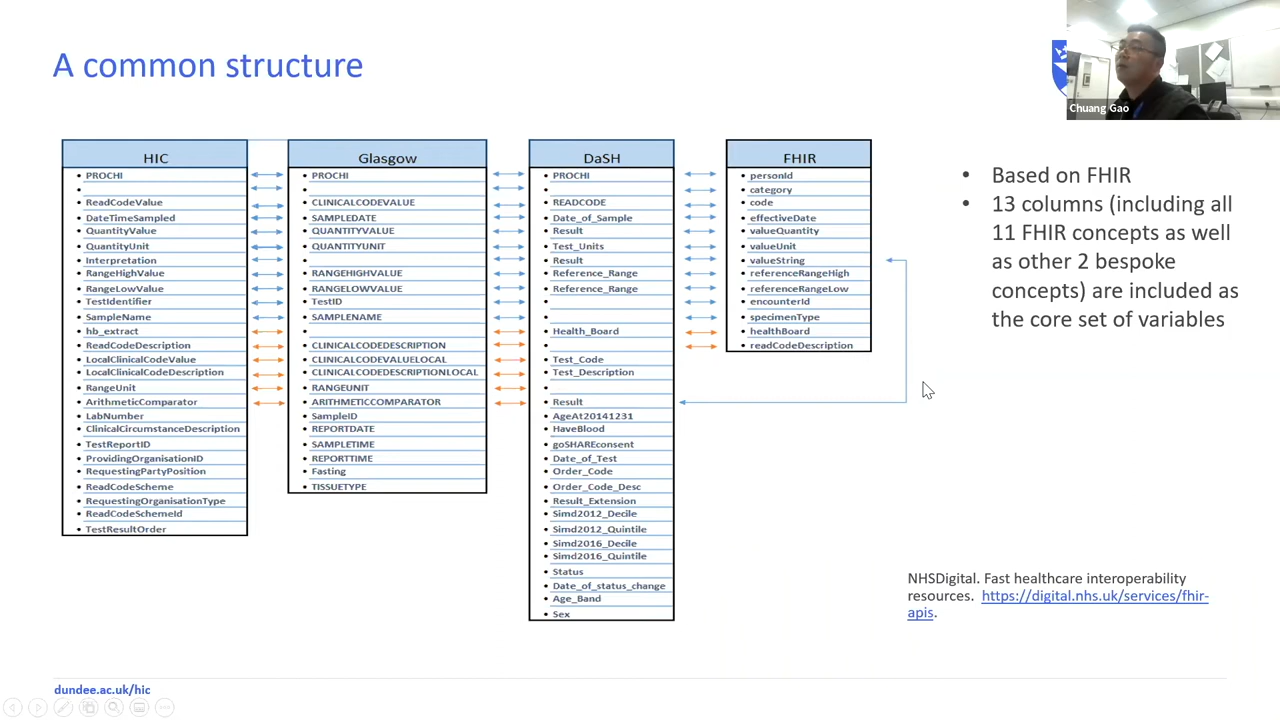 A common structure
Chuang Gao
HIC
PROCHI
ReadCodeValue
DateTimeSampled
QuantityValue
QuantityUnit
Interpretation
RangeHighValue
RangeLowValue
TestIdentifier
SampleName
hb_extract
ReadCodeDescription
LocalClinicalCodeValue
LocalClinicalCodeDescription
RangeUnit
ArithmeticComparator
LabNumber
ClinicalCircumstanceDescription
TestReportID
ProvidingOrganisationID
RequestingPartyPosition
ReadCodeScheme
RequestingOrganisationType
ReadCodeSchemeId
TestResultOrder
Glasgow
PROCHI
CLINICALCODEVALUE
SAMPLEDATE
QUANTITYVALUE
QUANTITYUNIT
RANGEHIGHVALUE
RANGELOWVALUE
TestID
SAMPLENAME
CLINICALCODEDESCRIPTION
CLINICALCODEVALUELOCAL
CLINICALCODEDESCRIPTIONLOCAL
RANGEUNIT
ARITHMETICCOMPARATOR
SampleID
REPORTDATE
SAMPLETIME
REPORTTIME
Fasting
TISSUETYPE
DaSH
PROCHI
READCODE
Date_of_Sample
Result
Test_Units
Result
Reference_Range
Reference_Range
Health_Board
Test_Code
Test_Description
Result
AgeAt20141231
HaveBlood
goSHAREconsent
Date_of_Test
Order_Code
Order_Code_Desc
Result_Extension
Simd2012_Decile
Simd2012_Quintile
Simd2016_Decile
Simd2016_Quintile
Status
Date_of_status_change
Age_Band
Sex
FHIR
personId
category
code
effectiveDate
valueQuantity
valueUnit
valueString
referenceRangeHigh
referenceRangeLow
encounterId
specimenType
healthBoard
readCodeDescription
• Based on FHIR
• 13 columns (including all
11 FHIR concepts as well
as other 2 bespoke
concepts) are included as
the core set of variables
NHSDigital. Fast healthcare interoperability
resources. https://digital.nhs.uk/services/fhir-
apis.
dundee.ac.uk/hic